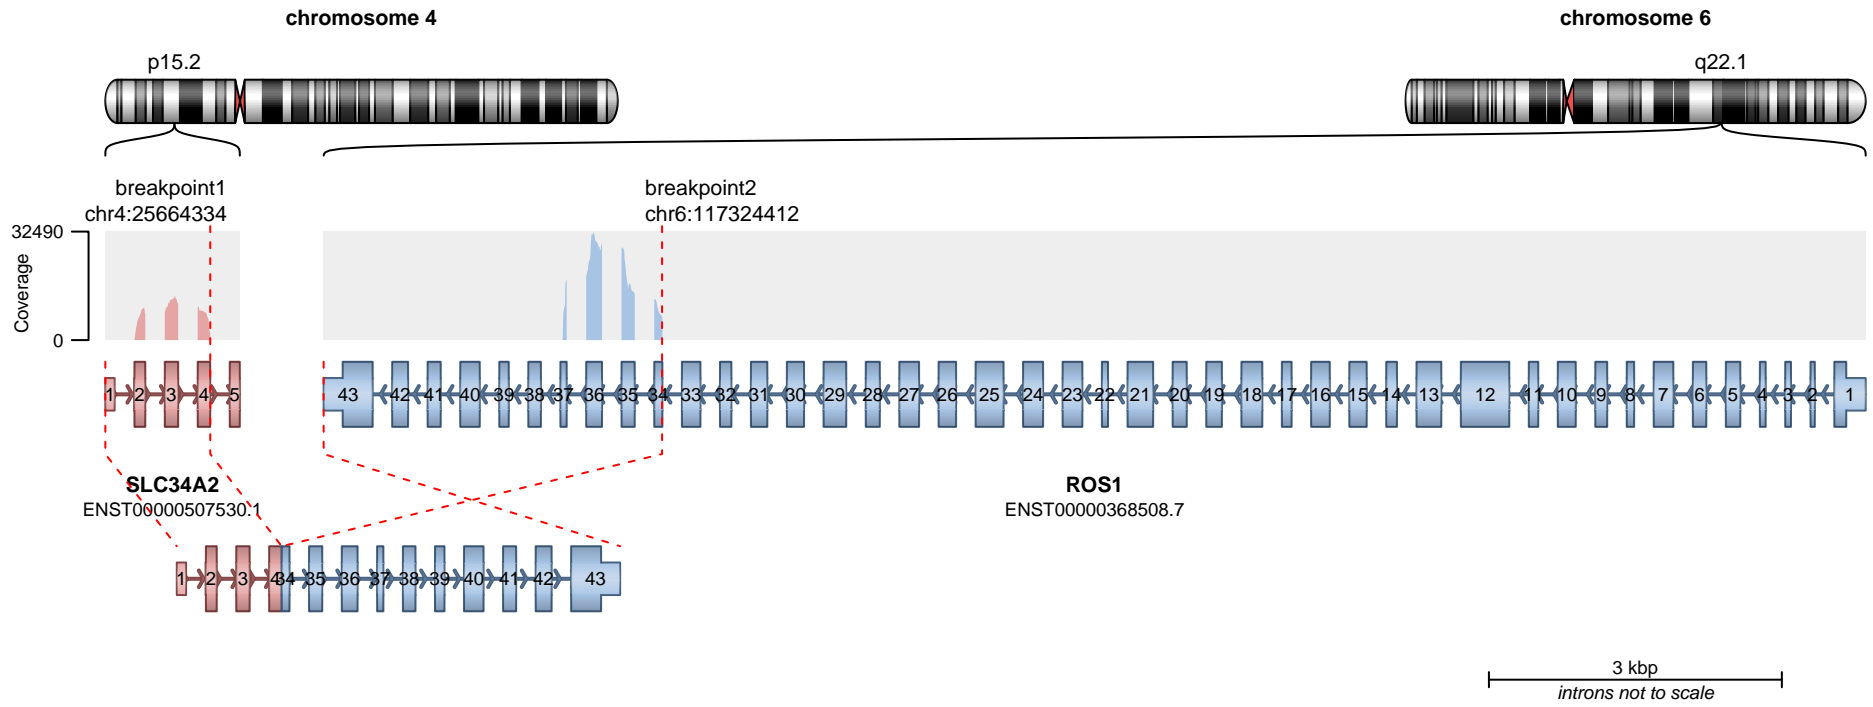 chromosome 4
chromosome 6
p15.2
q22.1
breakpoint1
chr4:25664334
breakpoint2
chr6:117324412
32490
Coverage
0
1 2 3 4 5
43 42 41 40 39 38 37 36 35 34 33 32 31 30 29 28 27 26 25 24 23 22 21 20 19 18 17 16 15 14 13 12 11 10 9 8 7 6 5 4 3 2 1
SLC34A2
ENST00000507530.1
ROS1
ENST00000368508.7
1 2 3 4 34 35 36 37 38 39 40 41 42 43
3 kbp
introns not to scale